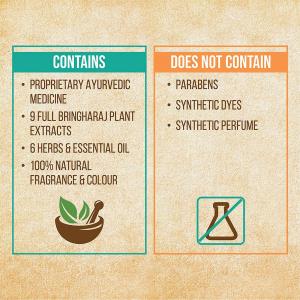 CONTAINS
• PROPRIETARY AYURVEDIC
MEDICINE
• 9 FULL BRINGHARAJ PLANT
EXTRACTS
• 6 HERBS & ESSENTIAL OIL
• 100% NATURAL
FRAGRANCE & COLOUR
DOES NOT CONTAIN
• PARABENS
• SYNTHETIC DYES
• SYNTHETIC PERFUME